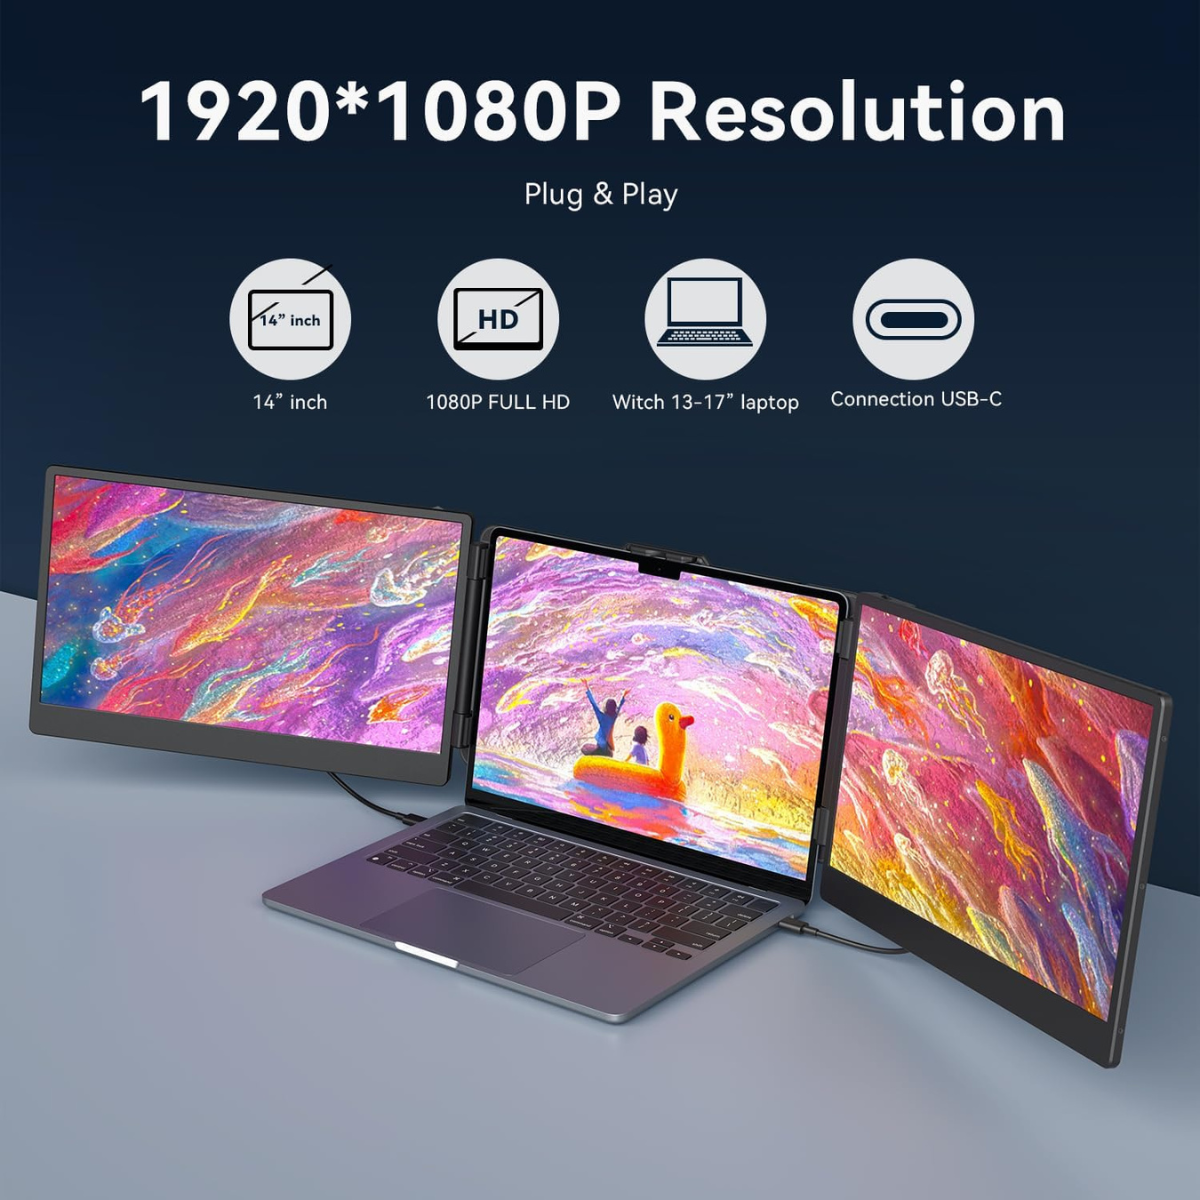 1920*1080P Resolution
Plug & Play
14” inch
HD
14” inch
1080P FULL HD
Witch 13-17” laptop
Connection USB-C